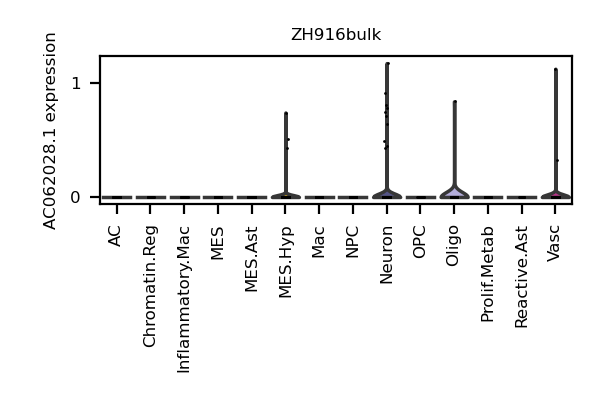 ZH916bulk
AC062028.1 expression
1
0
AC
Chromatin.Reg
Inflammatory.Mac
MES
MES.Ast
MES.Hyp
Mac
NPC
Neuron
OPC
Oligo
Prolif.Metab
Reactive.Ast
Vasc